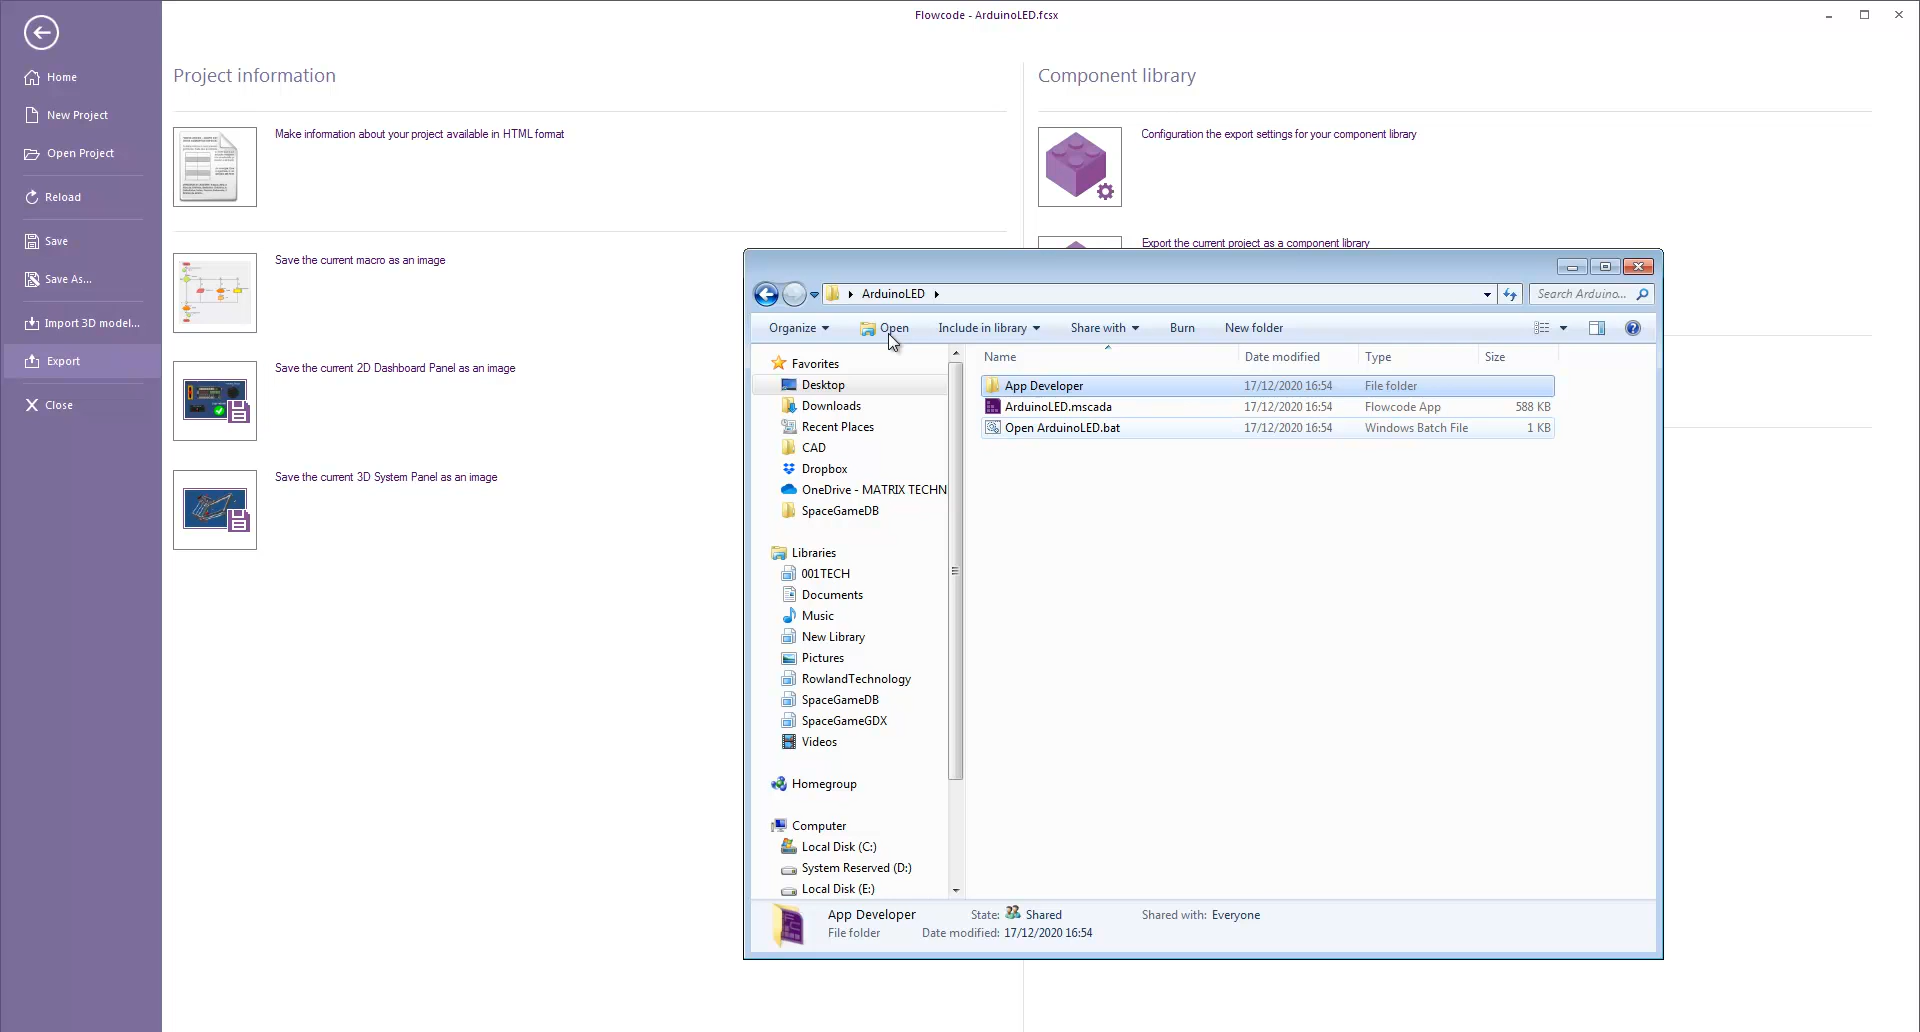 Flowcode - ArduinoLED.fcsx
Home
New Project
Open Project
Reload
Save
Save As...
Import 3D model...
Export
Close
Project information
Make information about your project available in HTML format
Save the current macro as an image
Save the current 2D Dashboard Panel as an image
Save the current 3D System Panel as an image
Component library
Configuration the export settings for your component library
Export the current project as a component library
ArduinoLED
Search Arduino...
Organize
Open
Include in library
Share with
Burn
New folder
Favorites
Desktop
Downloads
Recent Places
CAD
Dropbox
OneDrive - MATRIX TECHN
SpaceGameDB
Libraries
001TECH
Documents
Music
New Library
Pictures
RowlandTechnology
SpaceGameDB
SpaceGameGDX
Videos
Homegroup
Computer
Local Disk (C:)
System Reserved (D:)
Local Disk (E:)
Name Date modified Type Size
App Developer 17/12/2020 16:54 File folder
ArduinoLED.mscada 17/12/2020 16:54 Flowcode App 588 KB
Open ArduinoLED.bat 17/12/2020 16:54 Windows Batch File 1 KB
App Developer State: Shared Shared with: Everyone
File folder Date modified: 17/12/2020 16:54